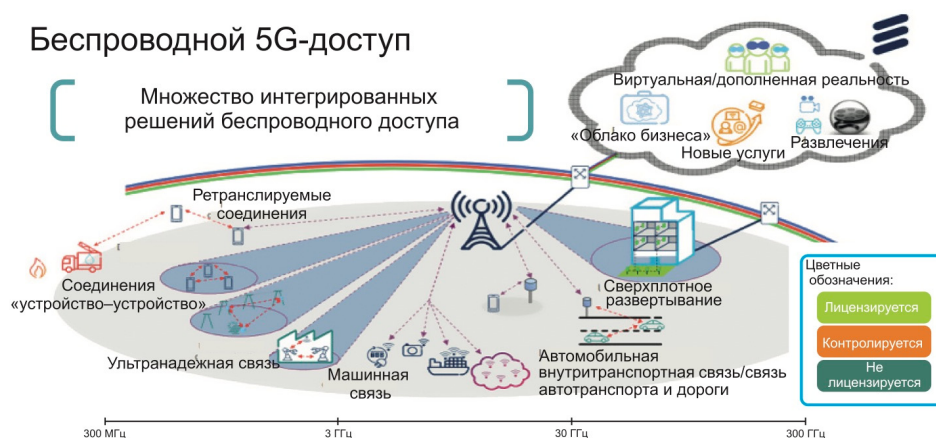 Беспроводной 5G-доступ
Множество интегрированных
решений беспроводного доступа
Виртуальная/дополненная реальность
«Облако бизнеса»
Новые услуги
Развлечения
Ретранслируемые
соединения
Соединения
«устройство–устройство»
Ультранадежная связь
Машинная
связь
Сверхплотное
развертывание
Автомобильная
внутритранспортная связь/связь
автотранспорта и дороги
Цветные
обозначения:
Лицензируется
Контролируется
Не
лицензируется
300 МГц
3 ГГц
30 ГГц
300 ГГц